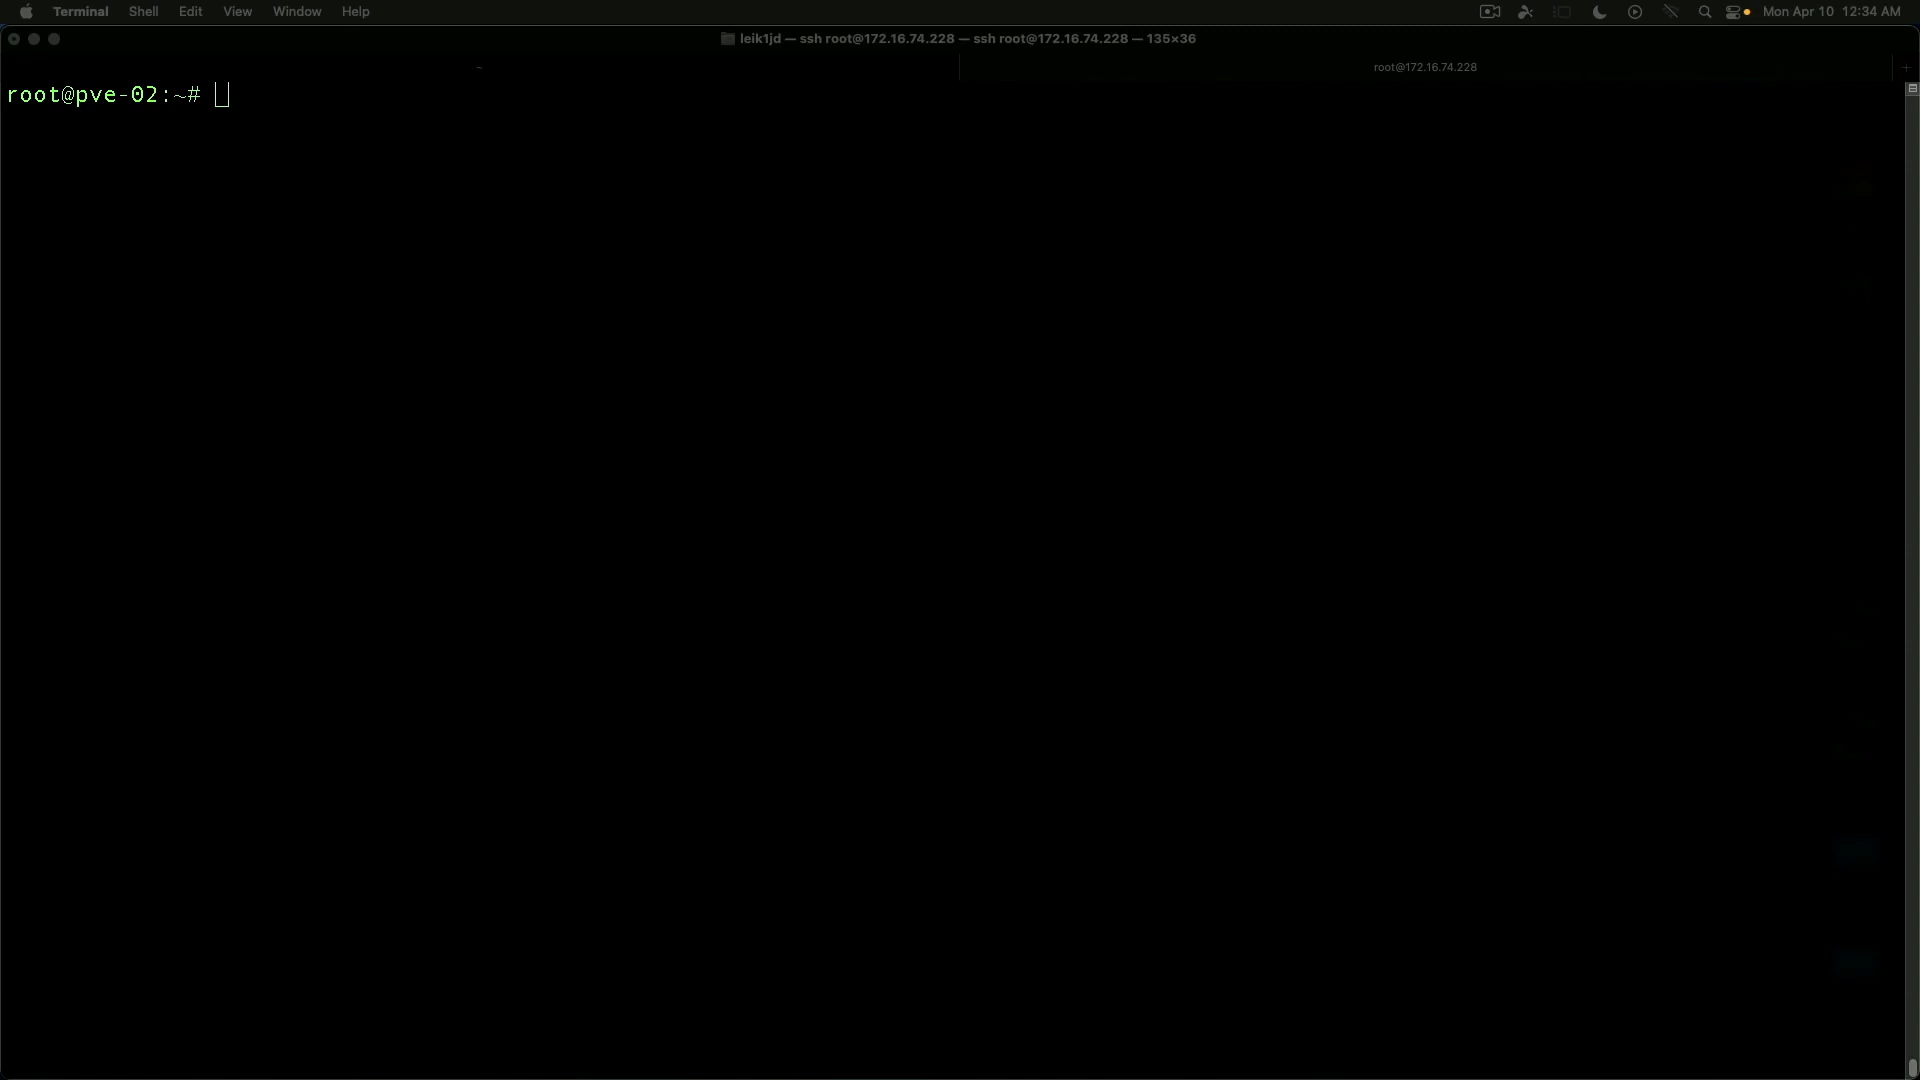 Terminal Shell Edit View Window Help Mon Apr 10 12:34 AM
leik1jd — ssh root@172.16.74.228 — ssh root@172.16.74.228 — 135×36
~ root@172.16.74.228 +
root@pve-02:~#